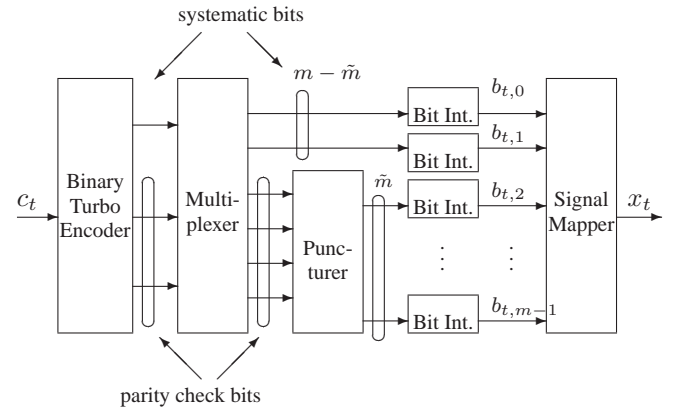 systematic bits
m − m̃
c_t
Binary
Turbo
Encoder
Multi-
plexer
Punc-
turer
m̃
Bit Int.
b_{t,0}
Bit Int.
b_{t,1}
Bit Int.
b_{t,2}
⋮ ⋮
Bit Int.
b_{t,m−1}
Signal
Mapper
x_t
parity check bits